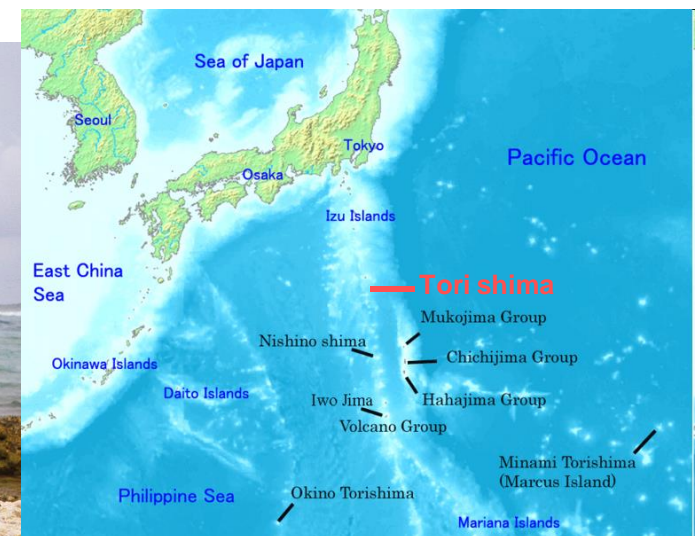 Sea of Japan
Seoul
Tokyo
Osaka
Pacific Ocean
Izu Islands
East China
Sea
Tori shima
Mukojima Group
Nishino shima
Chichijima Group
Okinawa Islands
Daito Islands
Iwo Jima
Hahajima Group
Volcano Group
Minami Torishima
(Marcus Island)
Philippine Sea
Okino Torishima
Mariana Islands